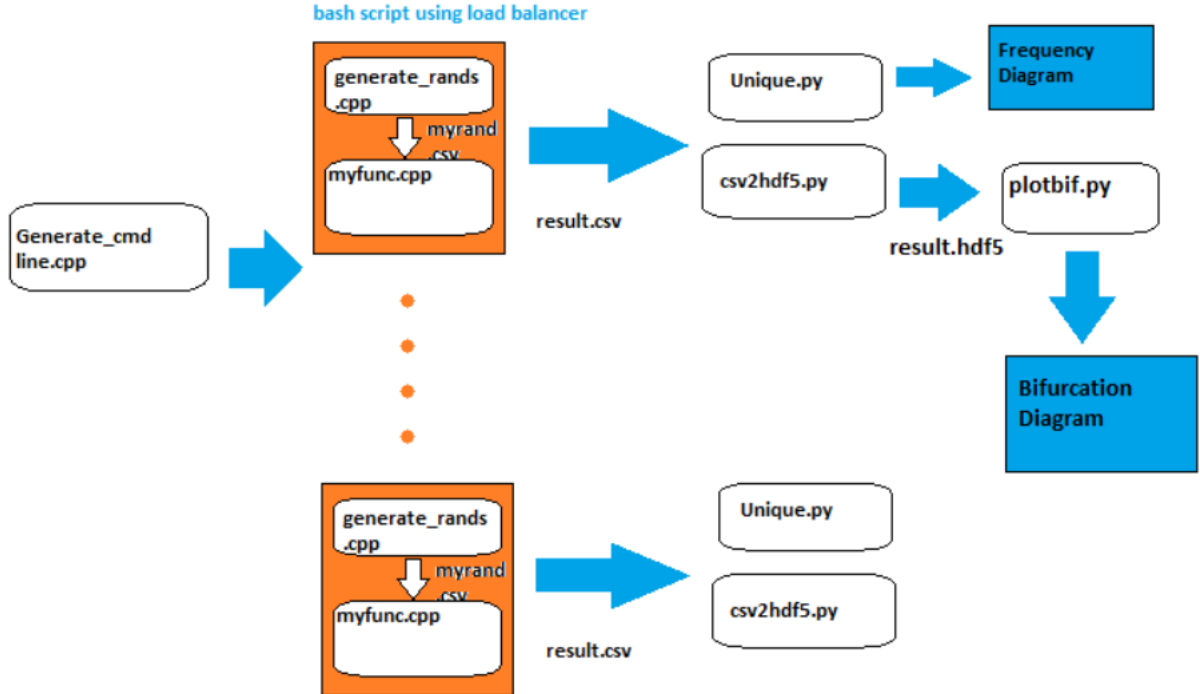 bash script using load balancer
generate_rands
.cpp
myrand
.csv
myfunc.cpp
Generate_cmd
line.cpp
result.csv
Unique.py
Frequency
Diagram
csv2hdf5.py
result.hdf5
plotbif.py
Bifurcation
Diagram
generate_rands
.cpp
myrand
.csv
myfunc.cpp
result.csv
Unique.py
csv2hdf5.py